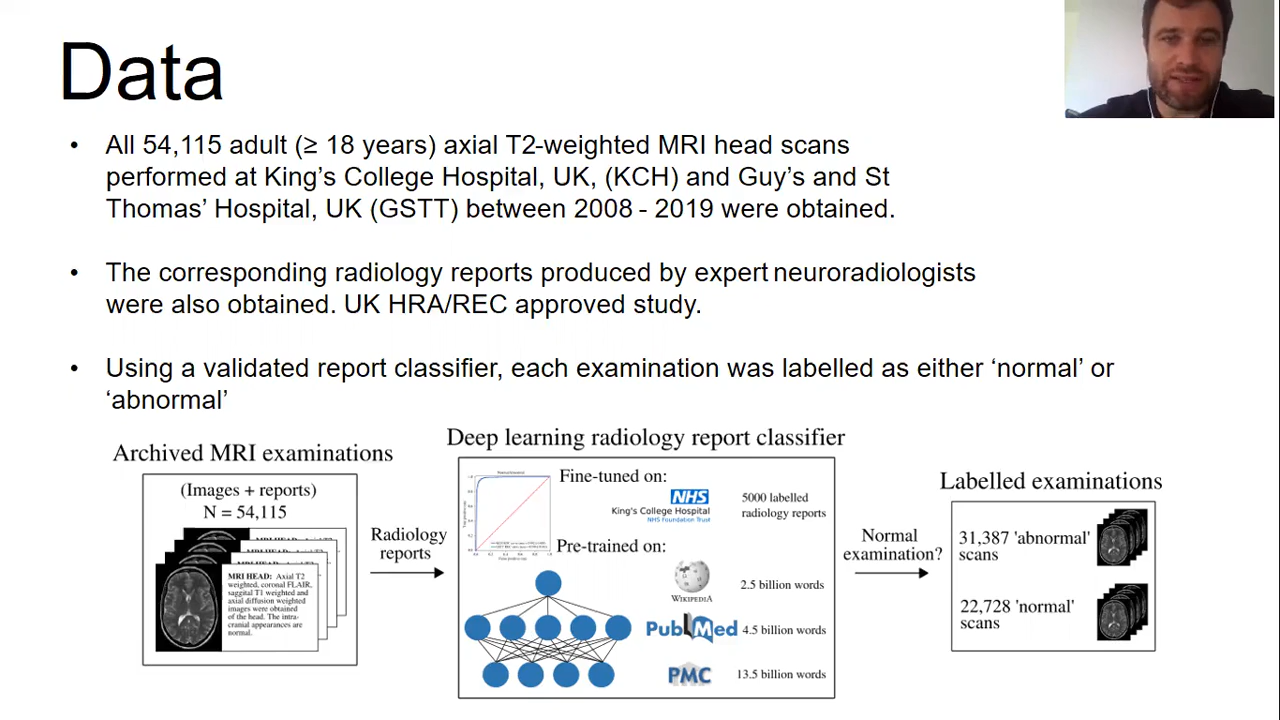 Data
• All 54,115 adult (≥ 18 years) axial T2-weighted MRI head scans
performed at King's College Hospital, UK, (KCH) and Guy's and St
Thomas' Hospital, UK (GSTT) between 2008 - 2019 were obtained.
• The corresponding radiology reports produced by expert neuroradiologists
were also obtained. UK HRA/REC approved study.
• Using a validated report classifier, each examination was labelled as either 'normal' or
'abnormal'
Archived MRI examinations
(Images + reports)
N = 54,115
MRI HEAD: Axial T2
weighted, coronal FLAIR,
saggital T1 weighted and
axial diffusion weighted
images were obtained
of the head. The intra-
cranial appearances are
normal.
Radiology
reports
Deep learning radiology report classifier
Fine-tuned on:
NHS
King's College Hospital
NHS Foundation Trust
5000 labelled
radiology reports
Pre-trained on:
WIKIPEDIA
2.5 billion words
PubMed
4.5 billion words
PMC
13.5 billion words
Normal
examination?
Labelled examinations
31,387 'abnormal'
scans
22,728 'normal'
scans